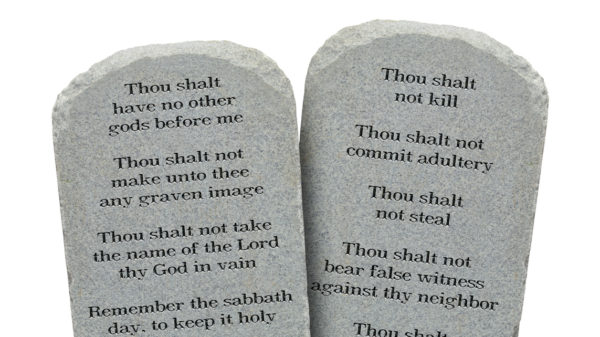 Thou shalt
have no other
gods before me
Thou shalt not
make unto thee
any graven image
Thou shalt not take
the name of the Lord
thy God in vain
Remember the sabbath
day, to keep it holy
Thou shalt
not kill
Thou shalt not
commit adultery
Thou shalt
not steal
Thou shalt not
bear false witness
against thy neighbor
Thou shalt